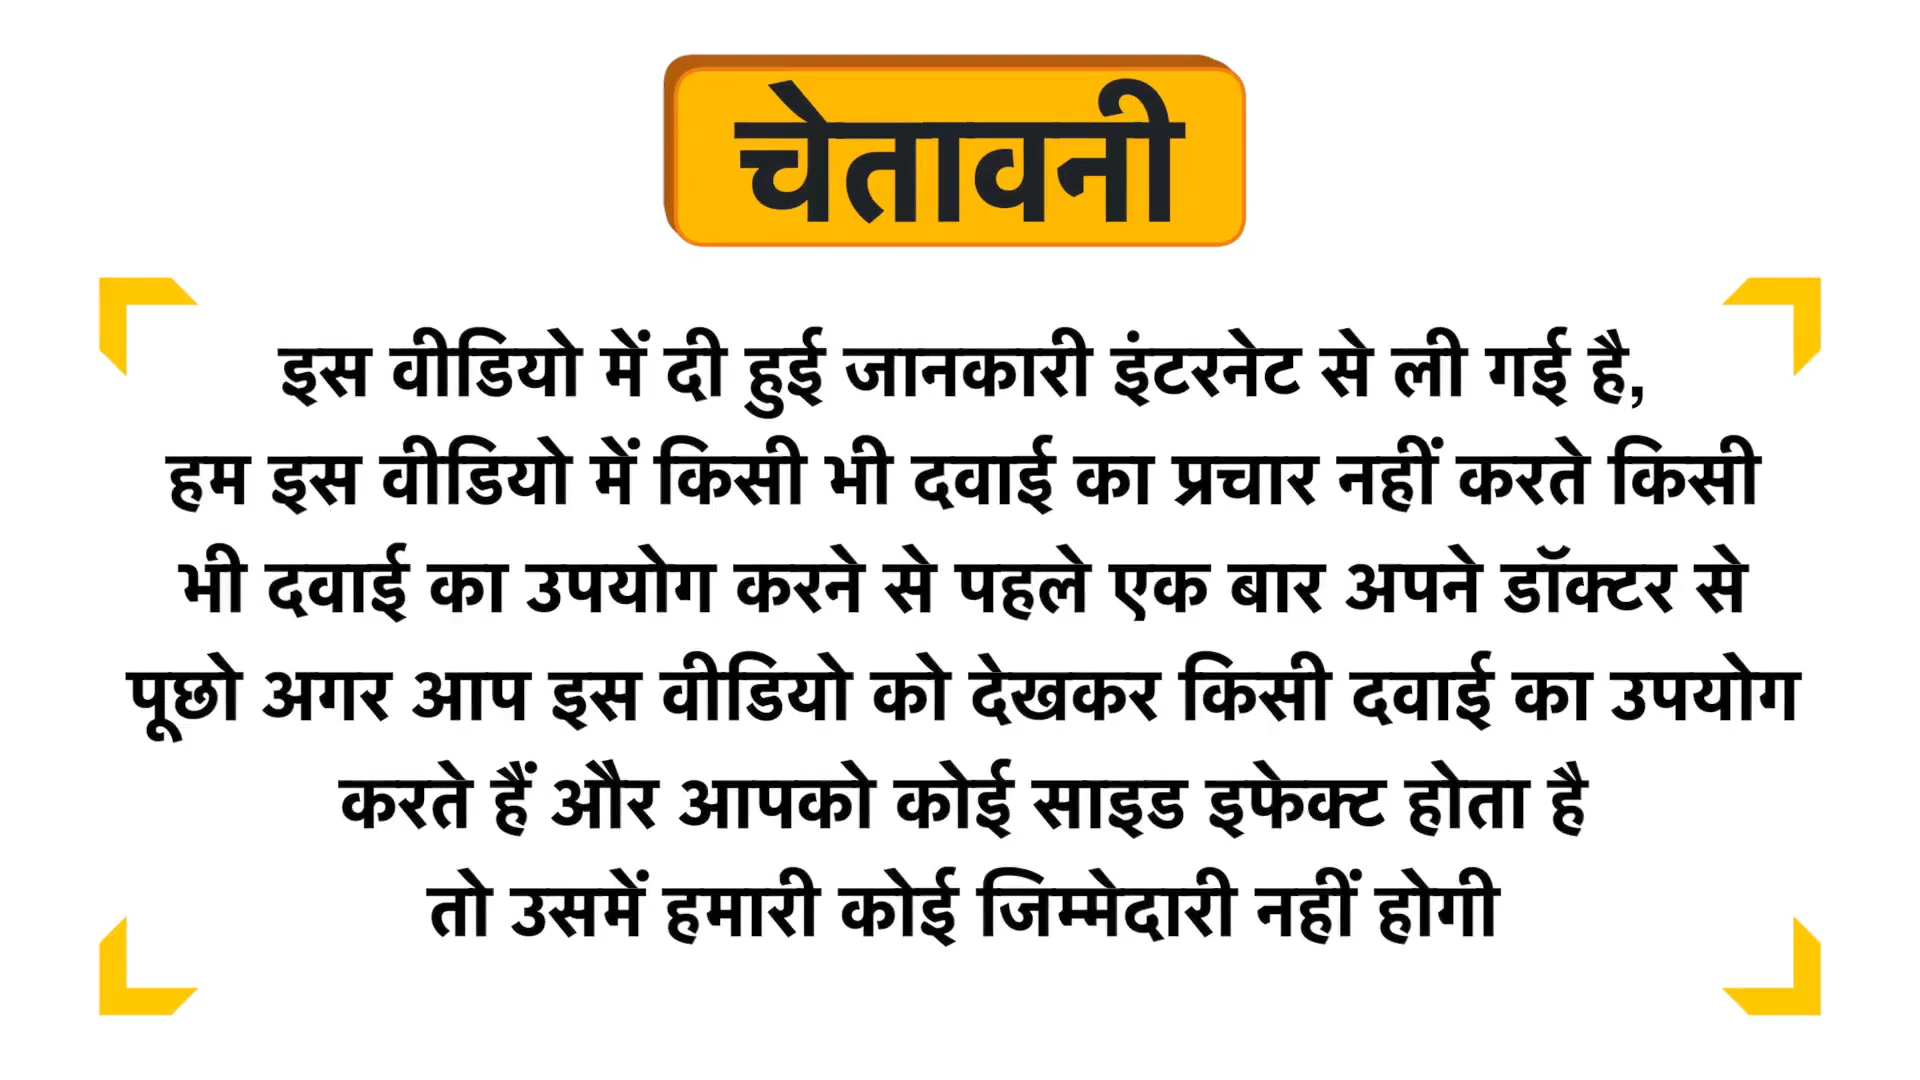 चेतावनी
इस वीडियो में दी हुई जानकारी इंटरनेट से ली गई है,
हम इस वीडियो में किसी भी दवाई का प्रचार नहीं करते किसी
भी दवाई का उपयोग करने से पहले एक बार अपने डॉक्टर से
पूछो अगर आप इस वीडियो को देखकर किसी दवाई का उपयोग
करते हैं और आपको कोई साइड इफेक्ट होता है
तो उसमें हमारी कोई जिम्मेदारी नहीं होगी